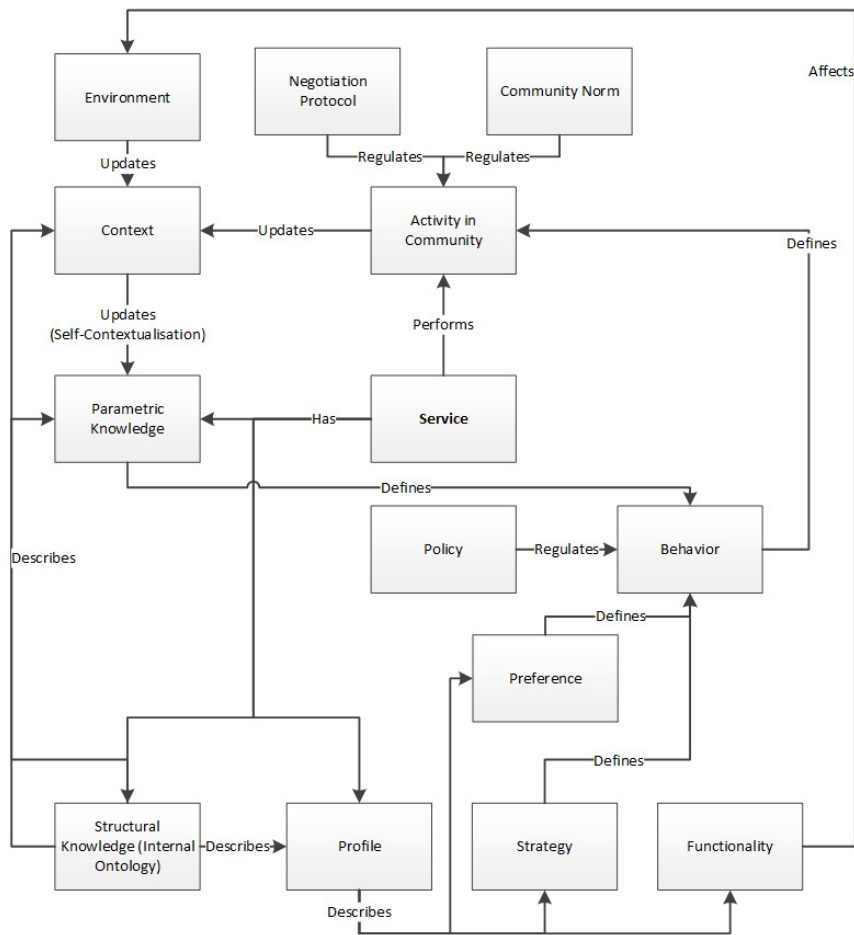 Affects
Environment
Negotiation
Protocol
Community Norm
Updates
Regulates
Regulates
Context
Updates
Activity in
Community
Defines
Updates
(Self-Contextualisation)
Performs
Parametric
Knowledge
Has
Service
Defines
Describes
Policy
Regulates
Behavior
Defines
Preference
Defines
Structural
Knowledge (Internal
Ontology)
Describes
Profile
Strategy
Functionality
Describes